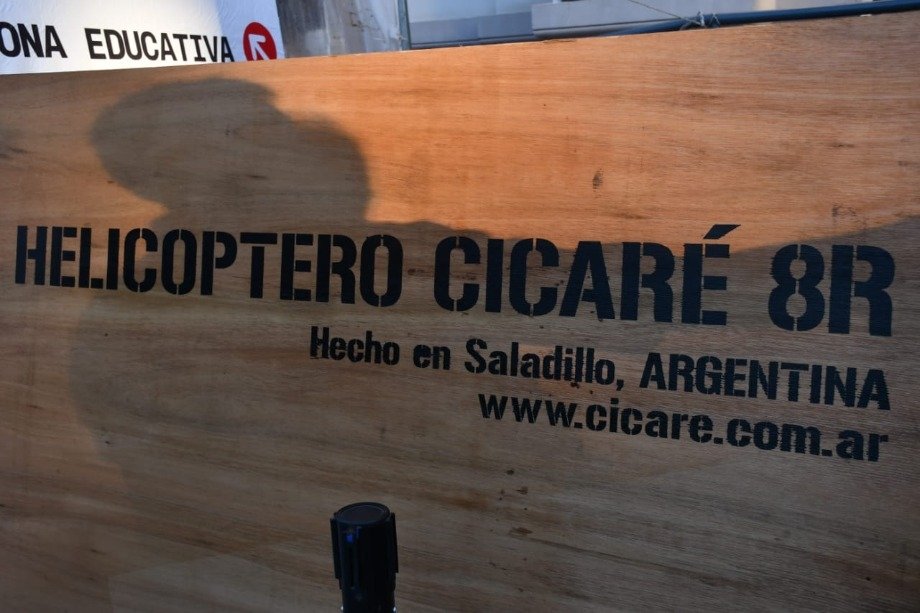 ONA EDUCATIVA
HELICOPTERO CICARÉ 8R
Hecho en Saladillo, ARGENTINA
www.cicare.com.ar